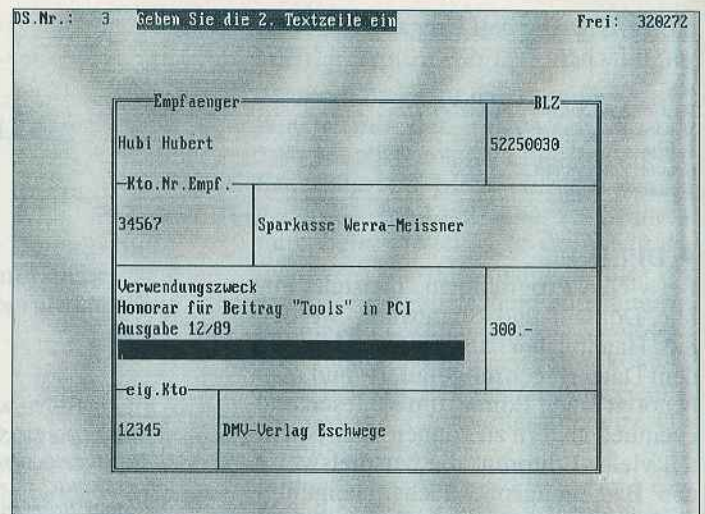 DS.Nr.: 3 Geben Sie die 2. Textzeile ein Frei: 320272
Empfaenger BLZ
Hubi Hubert 52250030
Kto.Nr.Empf.
34567 Sparkasse Werra-Meissner
Verwendungszweck
Honorar für Beitrag "Tools" in PCI
Ausgabe 12/89 300.-
eig.Kto
12345 DMV-Verlag Eschwege